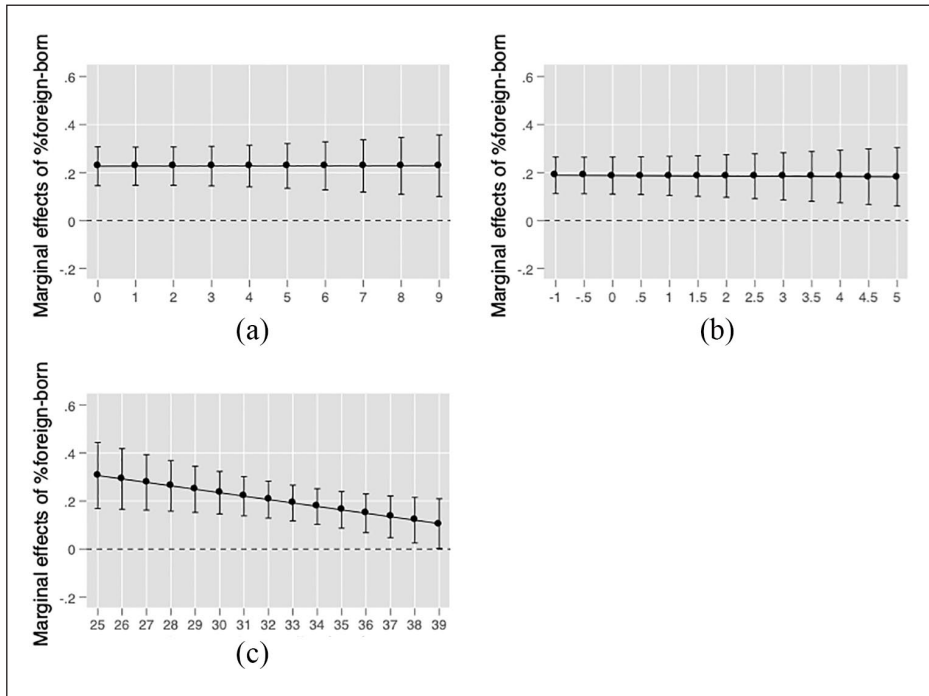 Marginal effects of %foreign-born
.6
.4
.2
0
-.2
0 1 2 3 4 5 6 7 8 9
(a)
Marginal effects of %foreign-born
.6
.4
.2
0
-.2
-1 -.5 0 .5 1 1.5 2 2.5 3 3.5 4 4.5 5
(b)
Marginal effects of %foreign-born
.6
.4
.2
0
-.2
25 26 27 28 29 30 31 32 33 34 35 36 37 38 39
(c)